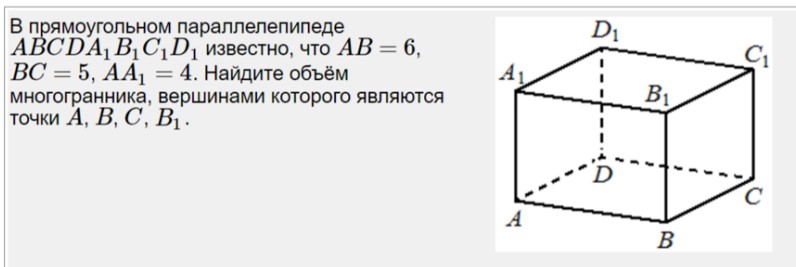 В прямоугольном параллелепипеде
ABCDA₁B₁C₁D₁ известно, что AB = 6,
BC = 5, AA₁ = 4. Найдите объём
многогранника, вершинами которого являются
точки A, B, C, B₁.
D₁
C₁
A₁
B₁
D
C
A
B